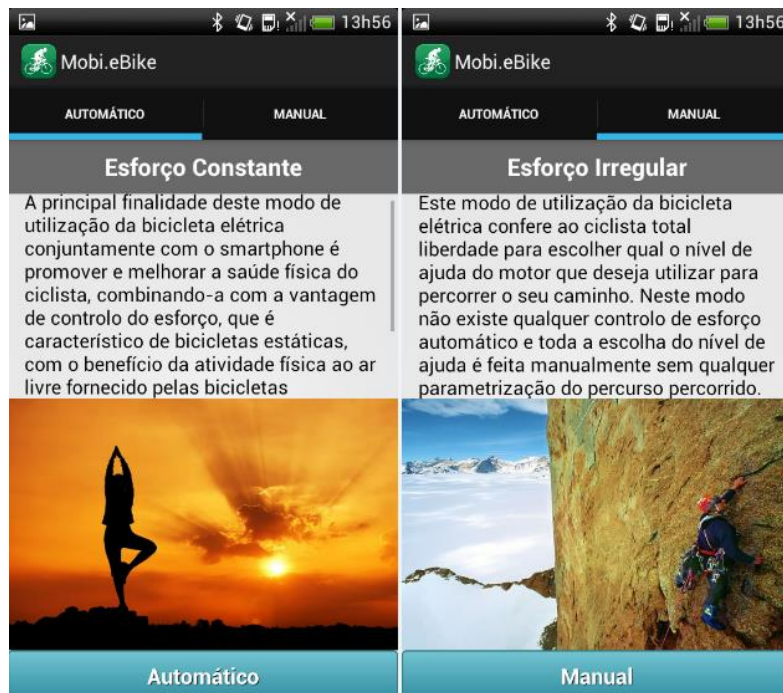 13h56
Mobi.eBike
AUTOMÁTICO MANUAL
Esforço Constante
A principal finalidade deste modo de
utilização da bicicleta elétrica
conjuntamente com o smartphone é
promover e melhorar a saúde física do
ciclista, combinando-a com a vantagem
de controlo do esforço, que é
característico de bicicletas estáticas,
com o benefício da atividade física ao ar
livre fornecido pelas bicicletas
Automático
13h56
Mobi.eBike
AUTOMÁTICO MANUAL
Esforço Irregular
Este modo de utilização da bicicleta
elétrica confere ao ciclista total
liberdade para escolher qual o nível de
ajuda do motor que deseja utilizar para
percorrer o seu caminho. Neste modo
não existe qualquer controlo de esforço
automático e toda a escolha do nível de
ajuda é feita manualmente sem qualquer
parametrização do percurso percorrido.
Manual